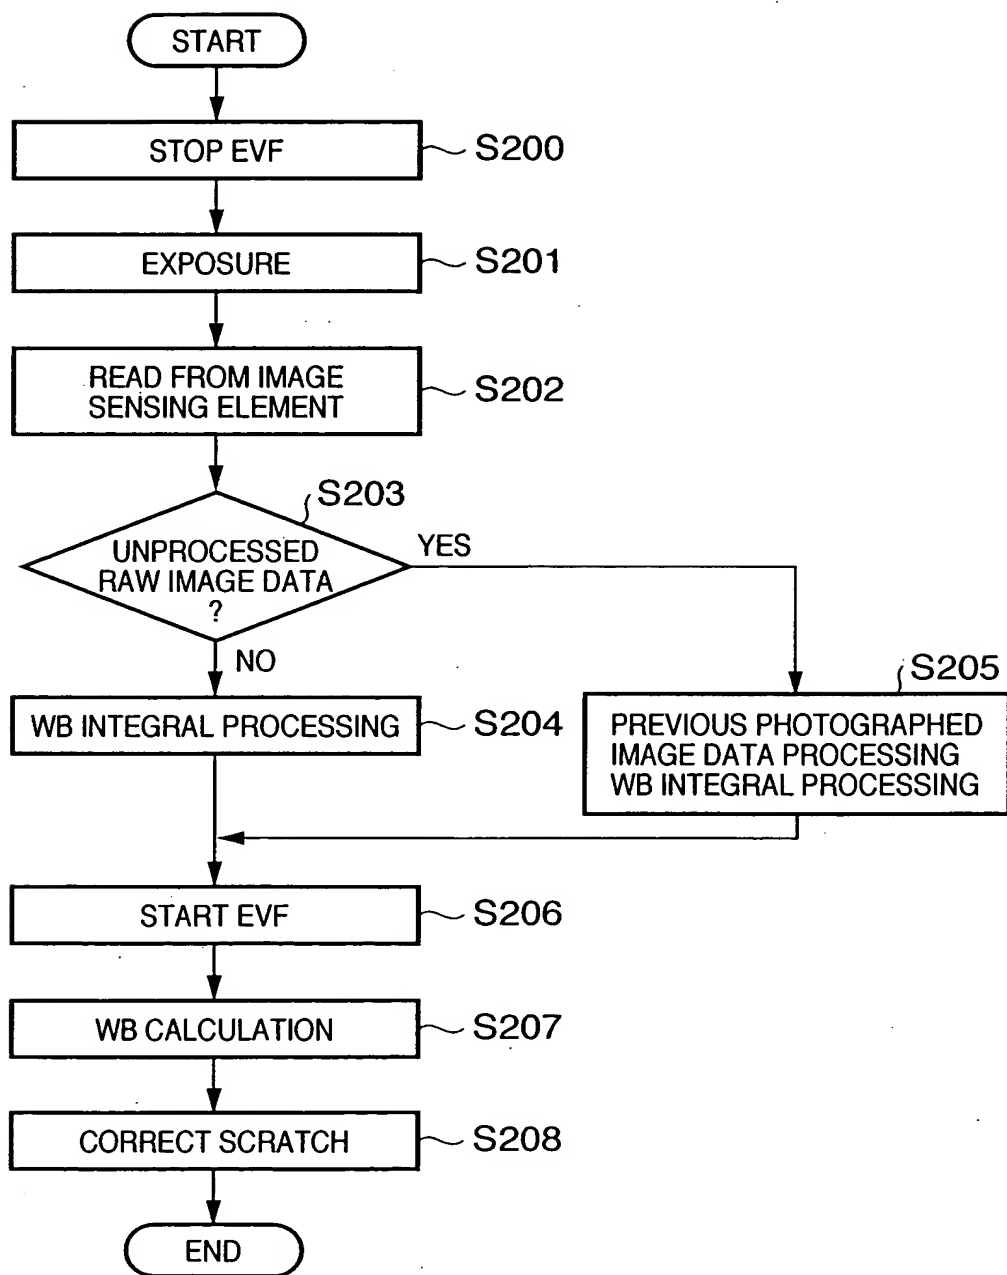 START
STOP EVF
S200
EXPOSURE
S201
READ FROM IMAGE
SENSING ELEMENT
S202
S203
UNPROCESSED
RAW IMAGE DATA
?
YES
NO
S205
WB INTEGRAL PROCESSING
S204
PREVIOUS PHOTOGRAPHED
IMAGE DATA PROCESSING
WB INTEGRAL PROCESSING
START EVF
S206
WB CALCULATION
S207
CORRECT SCRATCH
S208
END